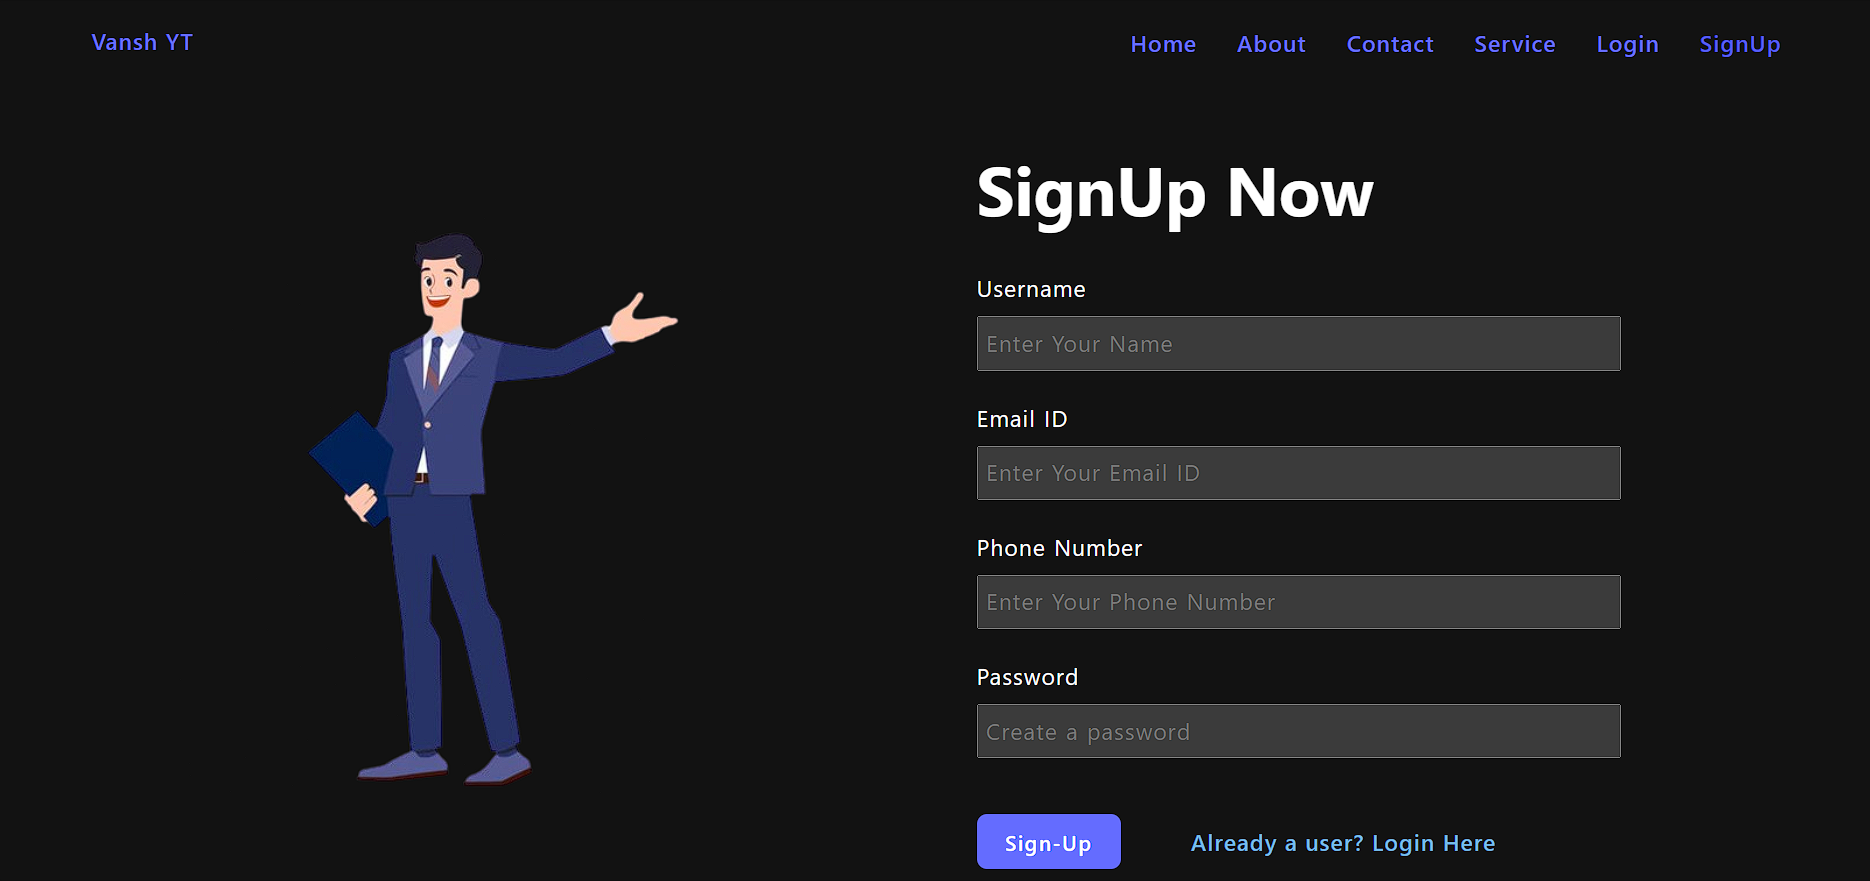 Vansh YT
Home About Contact Service Login SignUp
SignUp Now
Username
Enter Your Name
Email ID
Enter Your Email ID
Phone Number
Enter Your Phone Number
Password
Create a password
Sign-Up Already a user? Login Here